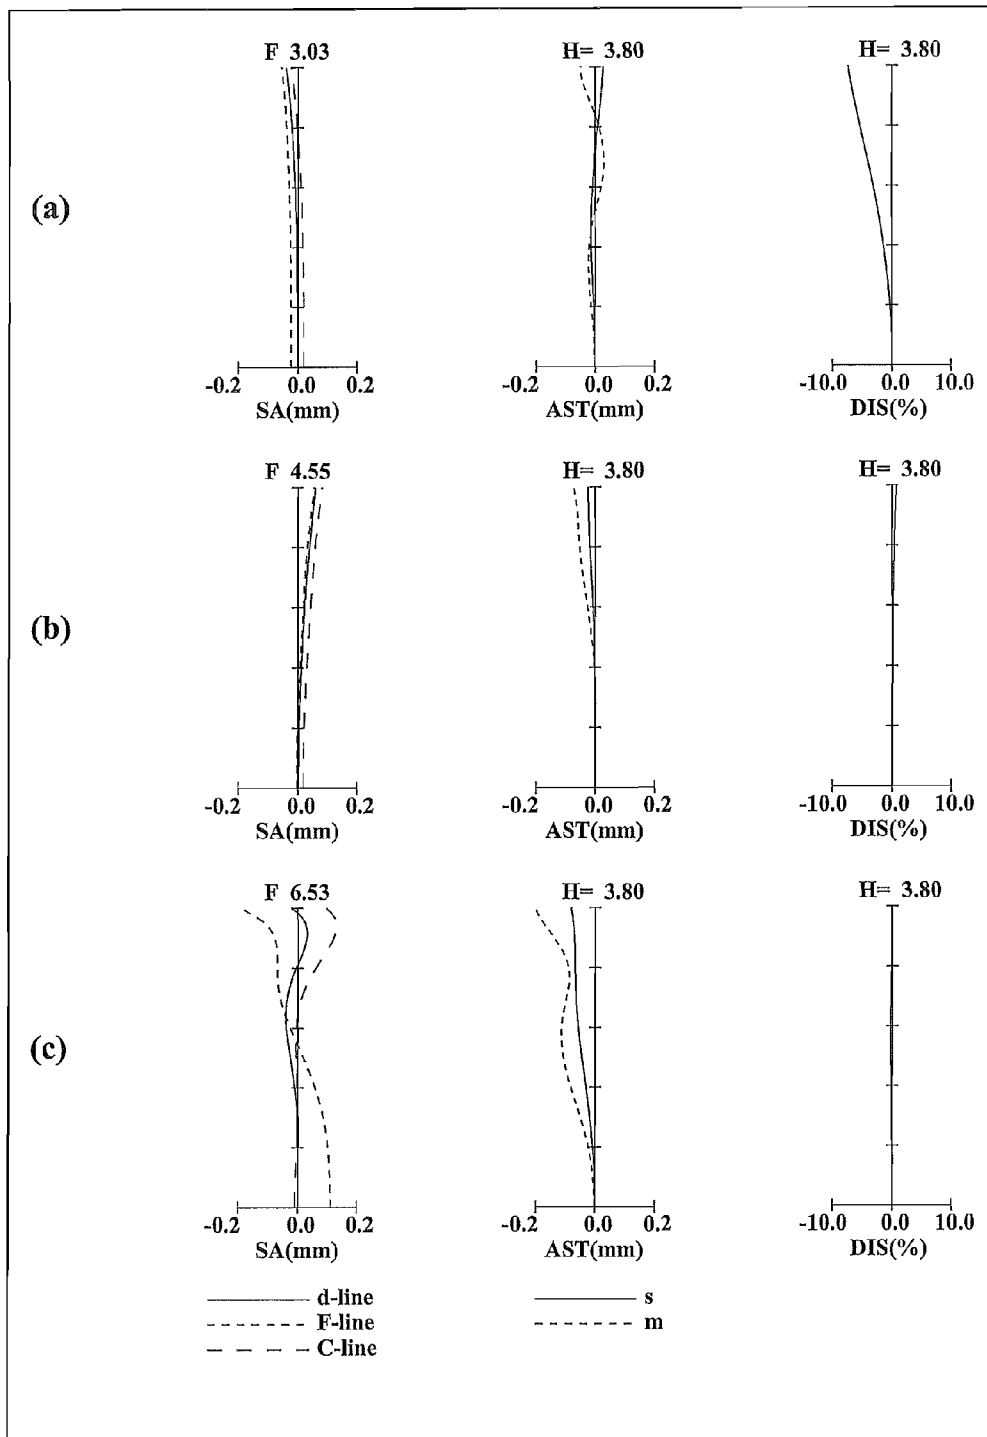 F 3.03 H= 3.80 H= 3.80
(a)
-0.2 0.0 0.2 -0.2 0.0 0.2 -10.0 0.0 10.0
SA(mm) AST(mm) DIS(%)
F 4.55 H= 3.80 H= 3.80
(b)
-0.2 0.0 0.2 -0.2 0.0 0.2 -10.0 0.0 10.0
SA(mm) AST(mm) DIS(%)
F 6.53 H= 3.80 H= 3.80
(c)
-0.2 0.0 0.2 -0.2 0.0 0.2 -10.0 0.0 10.0
SA(mm) AST(mm) DIS(%)
d-line s
F-line m
C-line